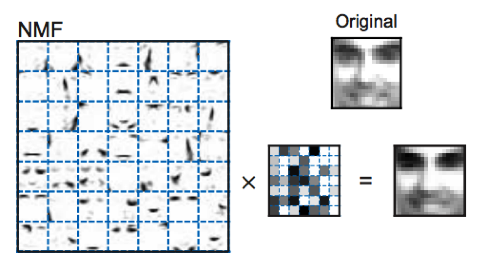 Original
NMF
×
=